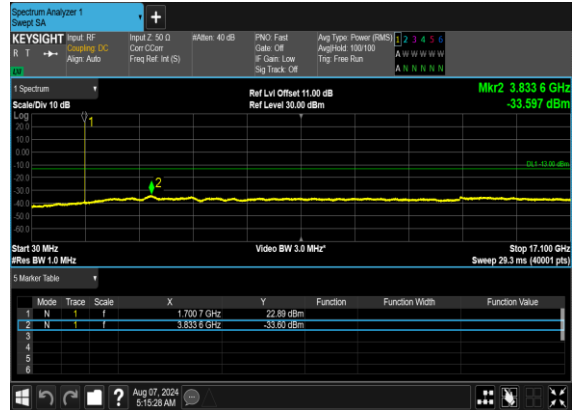 Spectrum Analyzer 1
Swept SA
+
KEYSIGHT
R T
Input: RF
Coupling: DC
Align: Auto
Input Z: 50 Ω
Corr CCorr
Freq Ref: Int (S)
#Atten: 40 dB
PNO: Fast
Gate: Off
IF Gain: Low
Sig Track: Off
Avg Type: Power (RMS)
Avg|Hold: 100/100
Trig: Free Run
1 2 3 4 5 6
A W W W W W
A N N N N N
1 Spectrum
Scale/Div 10 dB
Ref Lvl Offset 11.00 dB
Ref Level 30.00 dBm
Mkr2 3.833 6 GHz
-33.597 dBm
Log
20.0
10.0
0.00
-10.0
-20.0
-30.0
-40.0
-50.0
-60.0
1
2
DL1 -13.00 dBm
Start 30 MHz
#Res BW 1.0 MHz
Video BW 3.0 MHz*
Stop 17.100 GHz
Sweep 29.3 ms (40001 pts)
5 Marker Table
Mode Trace Scale X Y Function Function Width Function Value
1 N 1 f 1.700 7 GHz 22.89 dBm
2 N 1 f 3.833 6 GHz -33.60 dBm
3
4
5
6
?
Aug 07, 2024
5:15:28 AM